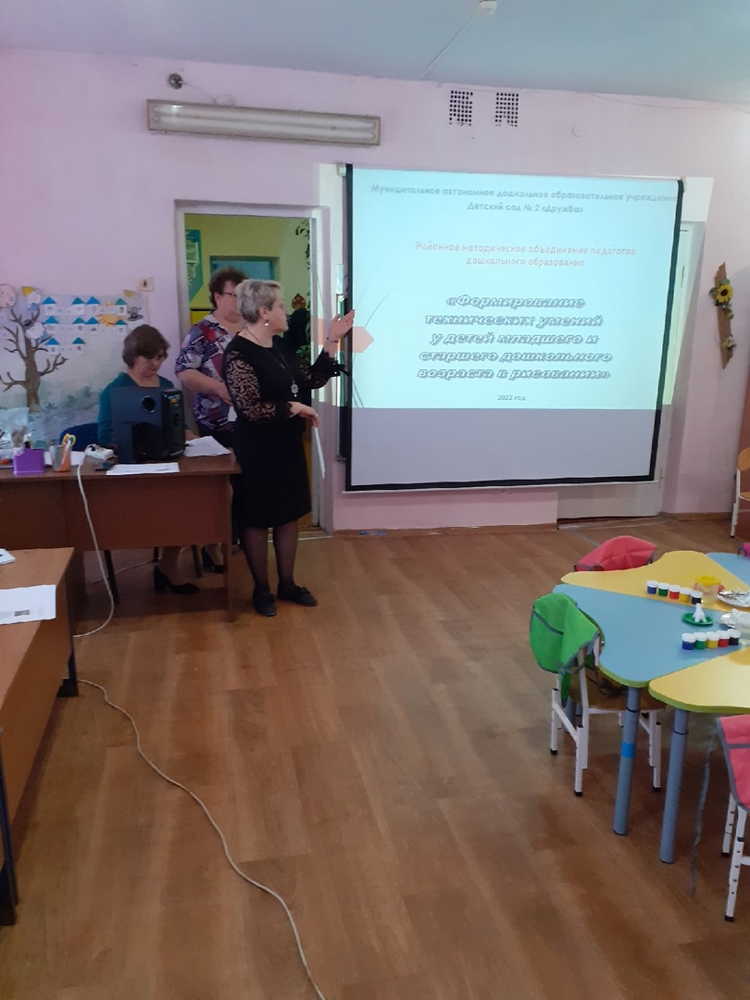 Муниципальное автономное дошкольное образовательное учреждение
Детский сад № 2 «Дружба»
Районное методическое объединение педагогов
дошкольного образования
«Формирование
технических умений
у детей младшего и
старшего дошкольного
возраста в рисовании»
2022 год